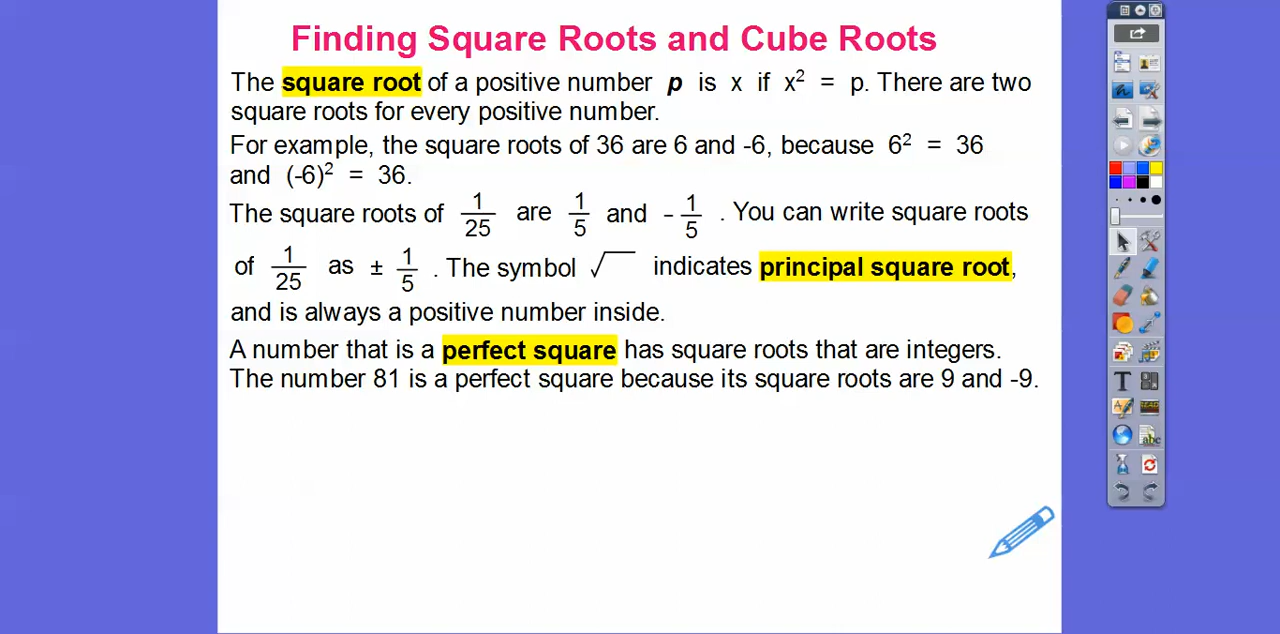 Finding Square Roots and Cube Roots
The square root of a positive number p is x if x² = p. There are two
square roots for every positive number.
For example, the square roots of 36 are 6 and -6, because 6² = 36
and (-6)² = 36.
The square roots of 1/25 are 1/5 and - 1/5 . You can write square roots
of 1/25 as ± 1/5 . The symbol √ indicates principal square root,
and is always a positive number inside.
A number that is a perfect square has square roots that are integers.
The number 81 is a perfect square because its square roots are 9 and -9.